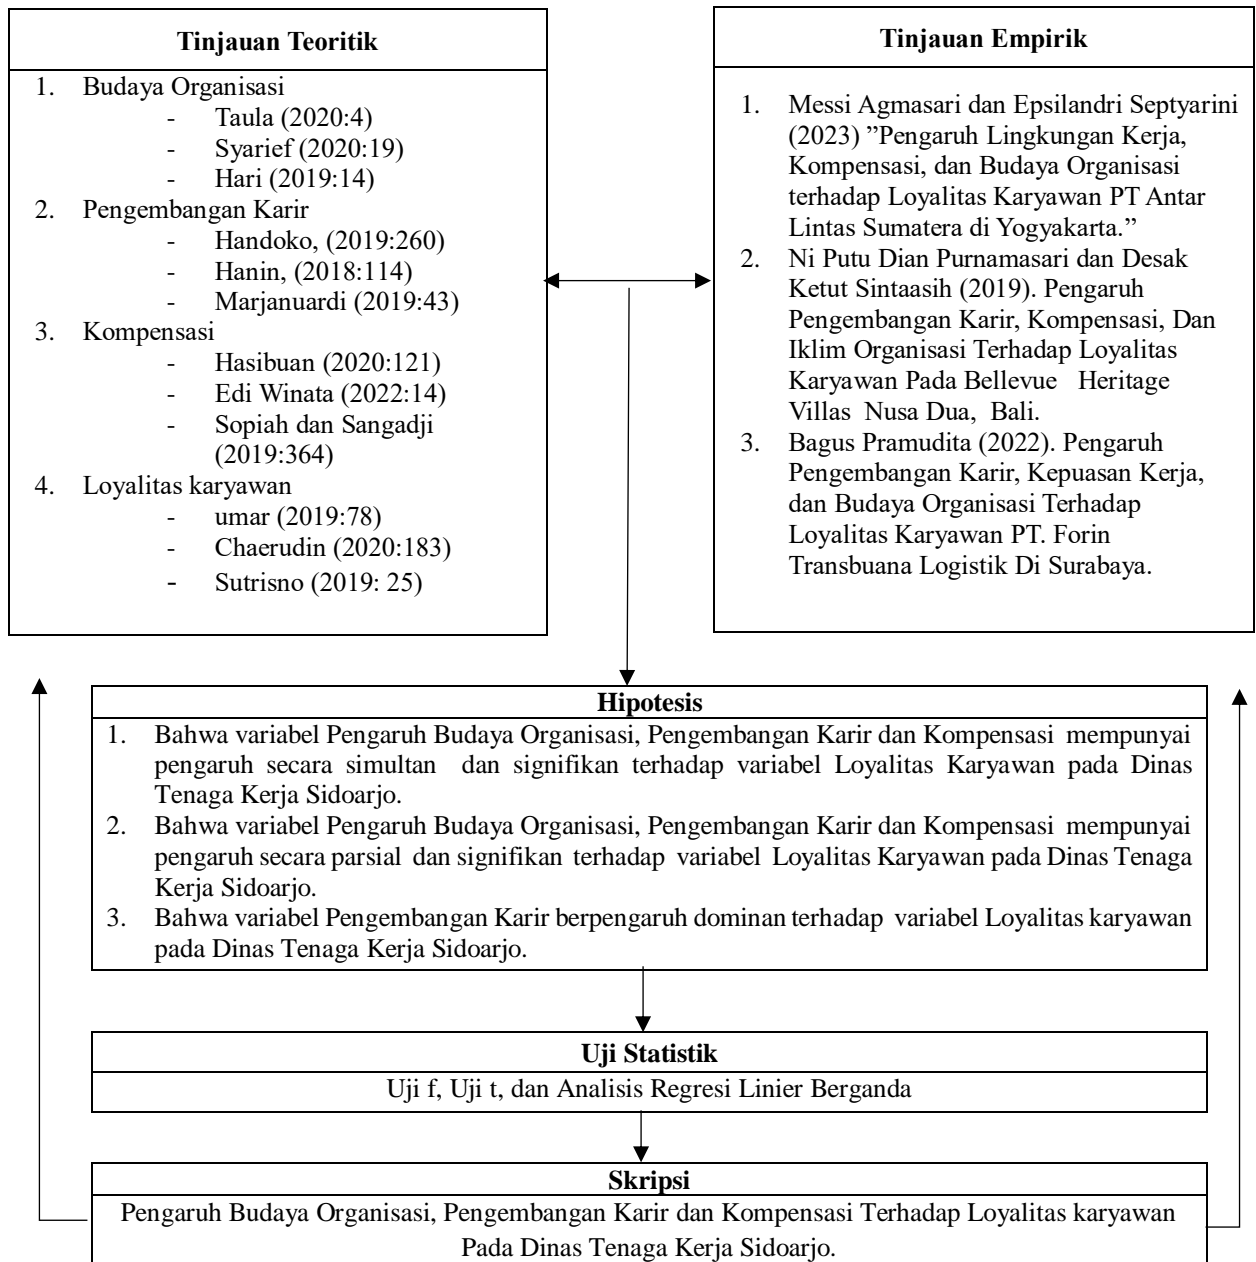 Tinjauan Teoritik
1. Budaya Organisasi
- Taula (2020:4)
- Syarief (2020:19)
- Hari (2019:14)
2. Pengembangan Karir
- Handoko, (2019:260)
- Hanin, (2018:114)
- Marjanuardi (2019:43)
3. Kompensasi
- Hasibuan (2020:121)
- Edi Winata (2022:14)
- Sopiah dan Sangadji
(2019:364)
4. Loyalitas karyawan
- umar (2019:78)
- Chaerudin (2020:183)
- Sutrisno (2019: 25)
Tinjauan Empirik
1. Messi Agmasari dan Epsilandri Septyarini
(2023) ”Pengaruh Lingkungan Kerja,
Kompensasi, dan Budaya Organisasi
terhadap Loyalitas Karyawan PT Antar
Lintas Sumatera di Yogyakarta.”
2. Ni Putu Dian Purnamasari dan Desak
Ketut Sintaasih (2019). Pengaruh
Pengembangan Karir, Kompensasi, Dan
Iklim Organisasi Terhadap Loyalitas
Karyawan Pada Bellevue Heritage
Villas Nusa Dua, Bali.
3. Bagus Pramudita (2022). Pengaruh
Pengembangan Karir, Kepuasan Kerja,
dan Budaya Organisasi Terhadap
Loyalitas Karyawan PT. Forin
Transbuana Logistik Di Surabaya.
Hipotesis
1. Bahwa variabel Pengaruh Budaya Organisasi, Pengembangan Karir dan Kompensasi mempunyai
pengaruh secara simultan dan signifikan terhadap variabel Loyalitas Karyawan pada Dinas
Tenaga Kerja Sidoarjo.
2. Bahwa variabel Pengaruh Budaya Organisasi, Pengembangan Karir dan Kompensasi mempunyai
pengaruh secara parsial dan signifikan terhadap variabel Loyalitas Karyawan pada Dinas Tenaga
Kerja Sidoarjo.
3. Bahwa variabel Pengembangan Karir berpengaruh dominan terhadap variabel Loyalitas karyawan
pada Dinas Tenaga Kerja Sidoarjo.
Uji Statistik
Uji f, Uji t, dan Analisis Regresi Linier Berganda
Skripsi
Pengaruh Budaya Organisasi, Pengembangan Karir dan Kompensasi Terhadap Loyalitas karyawan
Pada Dinas Tenaga Kerja Sidoarjo.